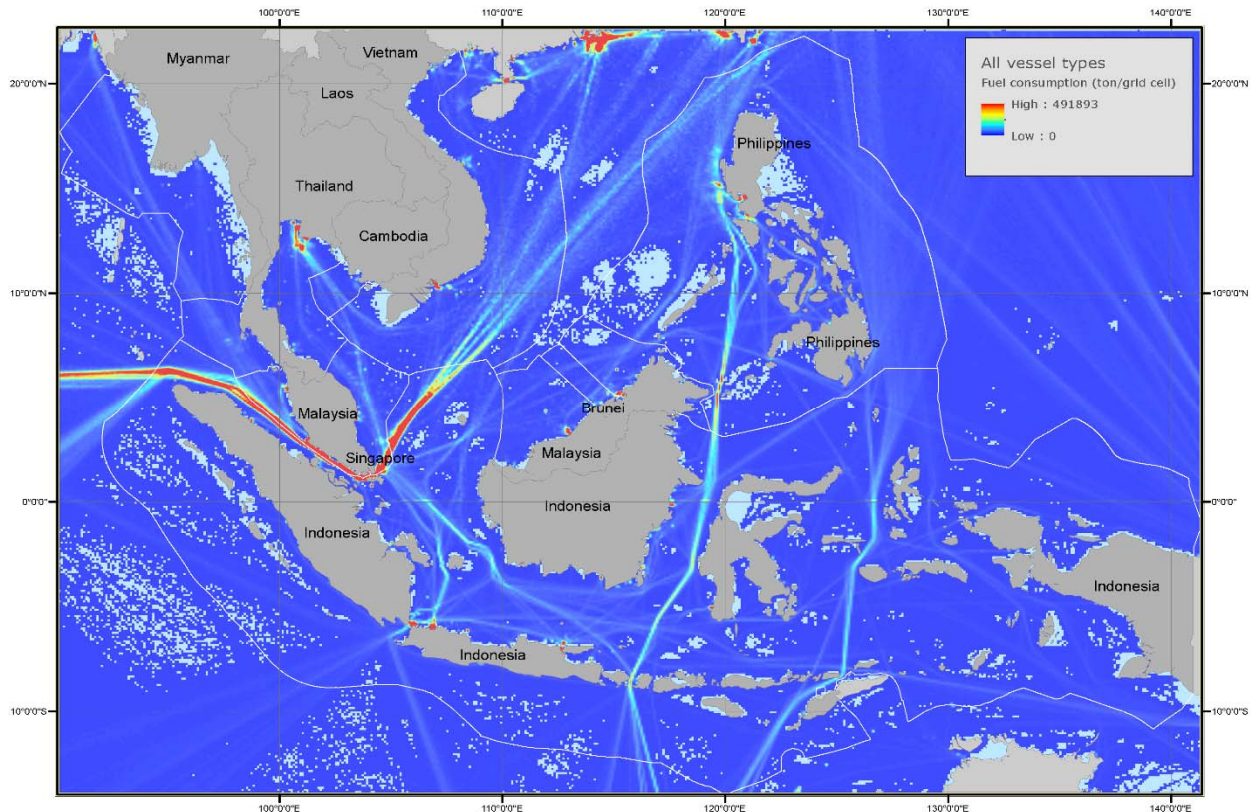 100°0'0"E 110°0'0"E 120°0'0"E 130°0'0"E 140°0'0"E
All vessel types
Fuel consumption (ton/grid cell)
High : 491893
Low : 0
Myanmar
Vietnam
20°0'0"N 20°0'0"N
Laos
Philippines
Thailand
Cambodia
10°0'0"N 10°0'0"N
Philippines
Malaysia
Brunei
Singapore
Malaysia
0°0'0" 0°0'0"
Indonesia
Indonesia
Indonesia
Indonesia
10°0'0"S 10°0'0"S
100°0'0"E 110°0'0"E 120°0'0"E 130°0'0"E 140°0'0"E